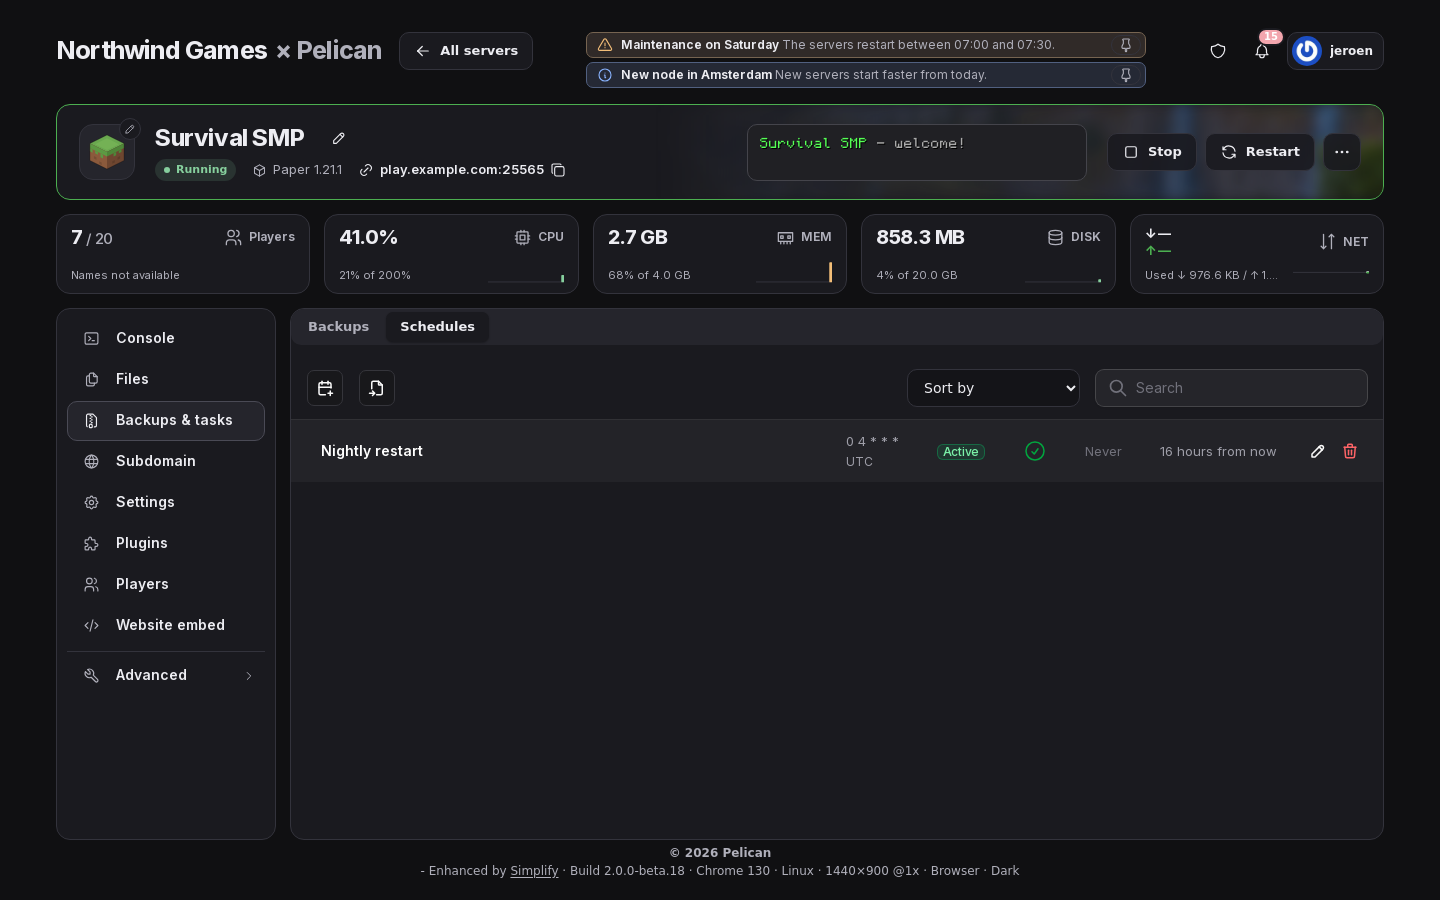 Northwind Games × Pelican
All servers
Maintenance on Saturday The servers restart between 07:00 and 07:30.
New node in Amsterdam New servers start faster from today.
15
jeroen
Survival SMP
Running
Paper 1.21.1
play.example.com:25565
Survival SMP - welcome!
Stop
Restart
7 / 20
Players
Names not available
41.0%
CPU
21% of 200%
2.7 GB
MEM
68% of 4.0 GB
858.3 MB
DISK
4% of 20.0 GB
↓—
↑—
NET
Used ↓ 976.6 KB / ↑ 1....
Console
Files
Backups & tasks
Subdomain
Settings
Plugins
Players
Website embed
Advanced
Backups
Schedules
Sort by
Search
Nightly restart
0 4 * * *
UTC
Active
Never
16 hours from now
© 2026 Pelican
- Enhanced by Simplify · Build 2.0.0-beta.18 · Chrome 130 · Linux · 1440×900 @1x · Browser · Dark